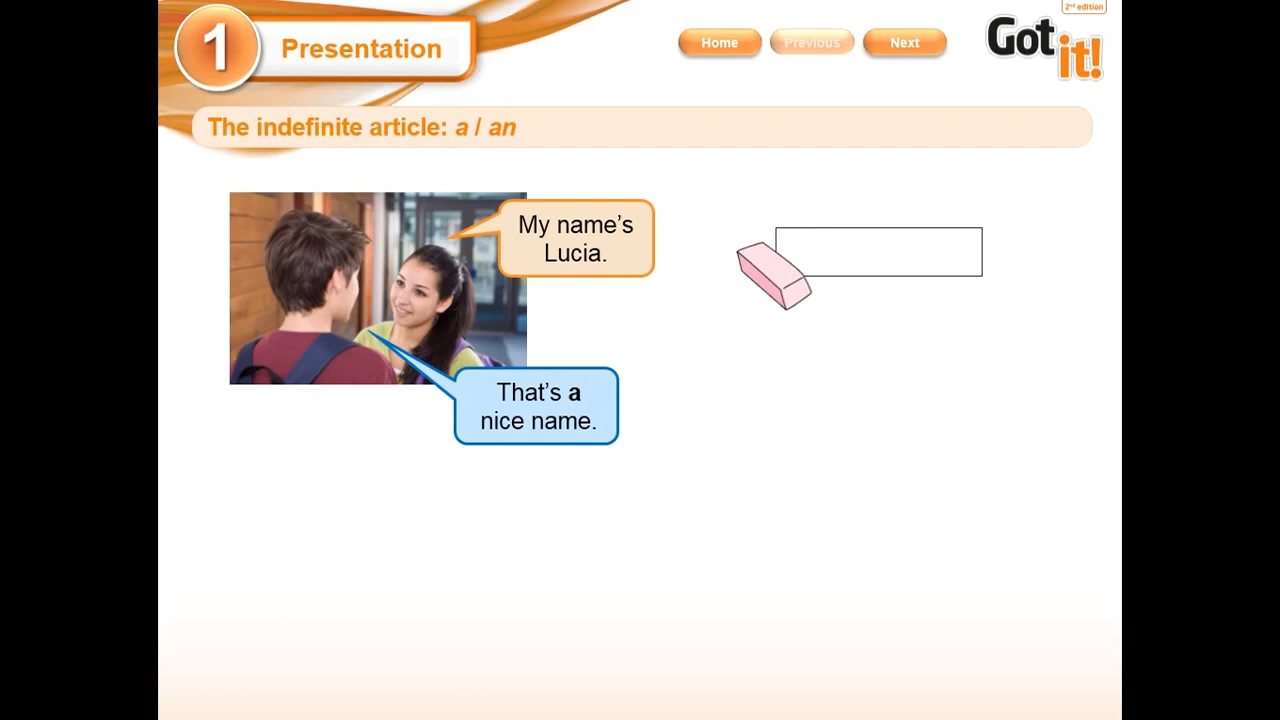 1
Presentation
Home
Previous
Next
2nd edition
Got
it!
The indefinite article: a / an
My name’s
Lucia.
That’s a
nice name.